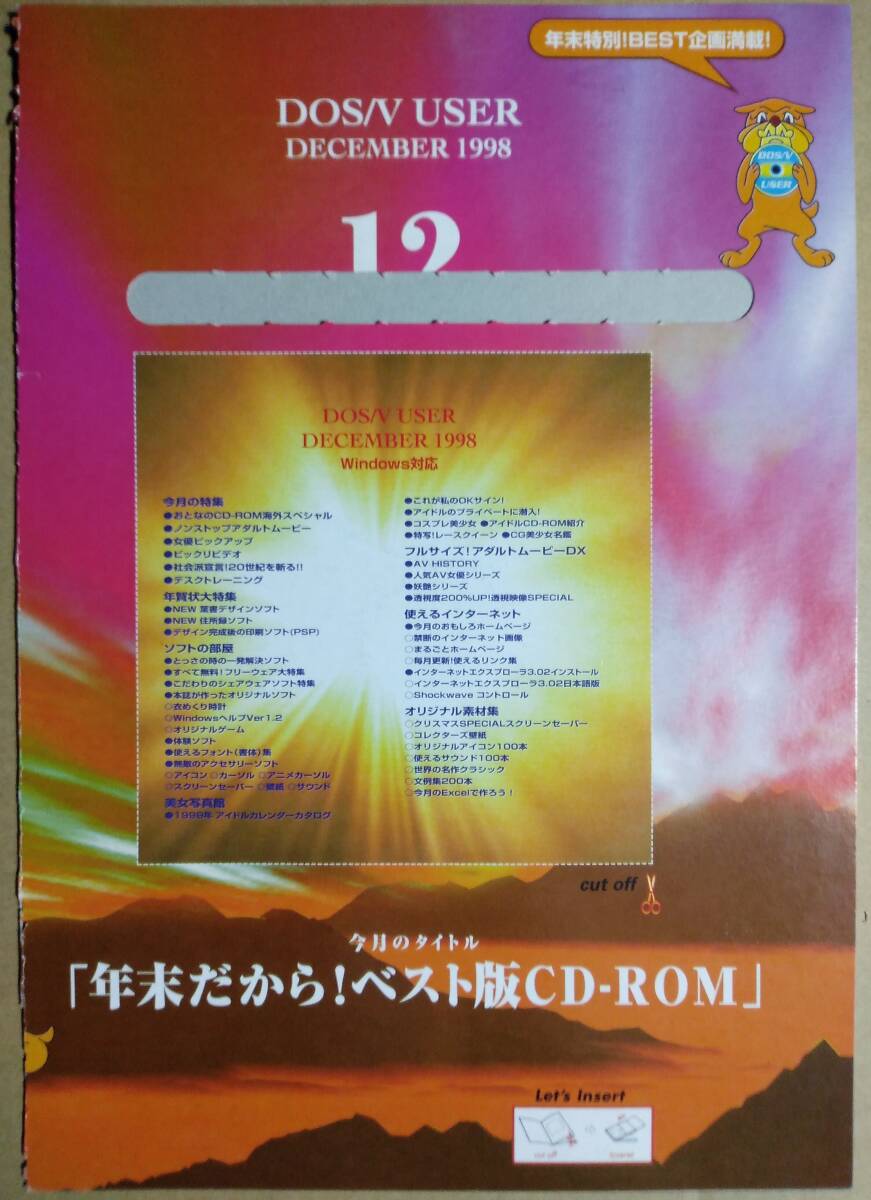 年末特別!BEST企画満載!
DOS/V USER
DECEMBER 1998
DOS/V
USER
12
DOS/V USER
DECEMBER 1998
Windows対応
今月の特集
●おとなのCD-ROM海外スペシャル
●ノンストップアダルトムービー
●女優ピックアップ
●ビックリビデオ
●社会派宣言!20世紀を斬る!!
●デスクトレーニング
年賀状大特集
●NEW 葉書デザインソフト
●NEW 住所録ソフト
●デザイン完成後の印刷ソフト(PSP)
ソフトの部屋
●とっさの時の一発解決ソフト
●すべて無料!フリーウェア大特集
●こだわりのシェアウェアソフト特集
●本誌が作ったオリジナルソフト
○衣めくり時計
○WindowsヘルプVer1.2
○オリジナルゲーム
●体験ソフト
●使えるフォント(書体)集
●無敵のアクセサリーソフト
○アイコン ○カーソル ○アニメカーソル
○スクリーンセーバー ○壁紙 ○サウンド
美女写真館
●1999年 アイドルカレンダーカタログ
●これが私のOKサイン!
●アイドルのプライベートに潜入!
●コスプレ美少女 ●アイドルCD-ROM紹介
●特写!レースクイーン ●CG美少女名鑑
フルサイズ!アダルトムービーDX
●AV HISTORY
●人気AV女優シリーズ
●妖艶シリーズ
●透視度200%UP!透視映像SPECIAL
使えるインターネット
●今月のおもしろホームページ
○禁断のインターネット画像
○まるごとホームページ
○毎月更新!使えるリンク集
●インターネットエクスプローラ3.02インストール
○インターネットエクスプローラ3.02日本語版
○Shockwave コントロール
オリジナル素材集
○クリスマスSPECIALスクリーンセーバー
○コレクターズ壁紙
○オリジナルアイコン100本
○使えるサウンド100本
○世界の名作クラシック
○文例集200本
○今月のExcelで作ろう!
cut off
今月のタイトル
「年末だから!ベスト版CD-ROM」
Let's Insert
cut off